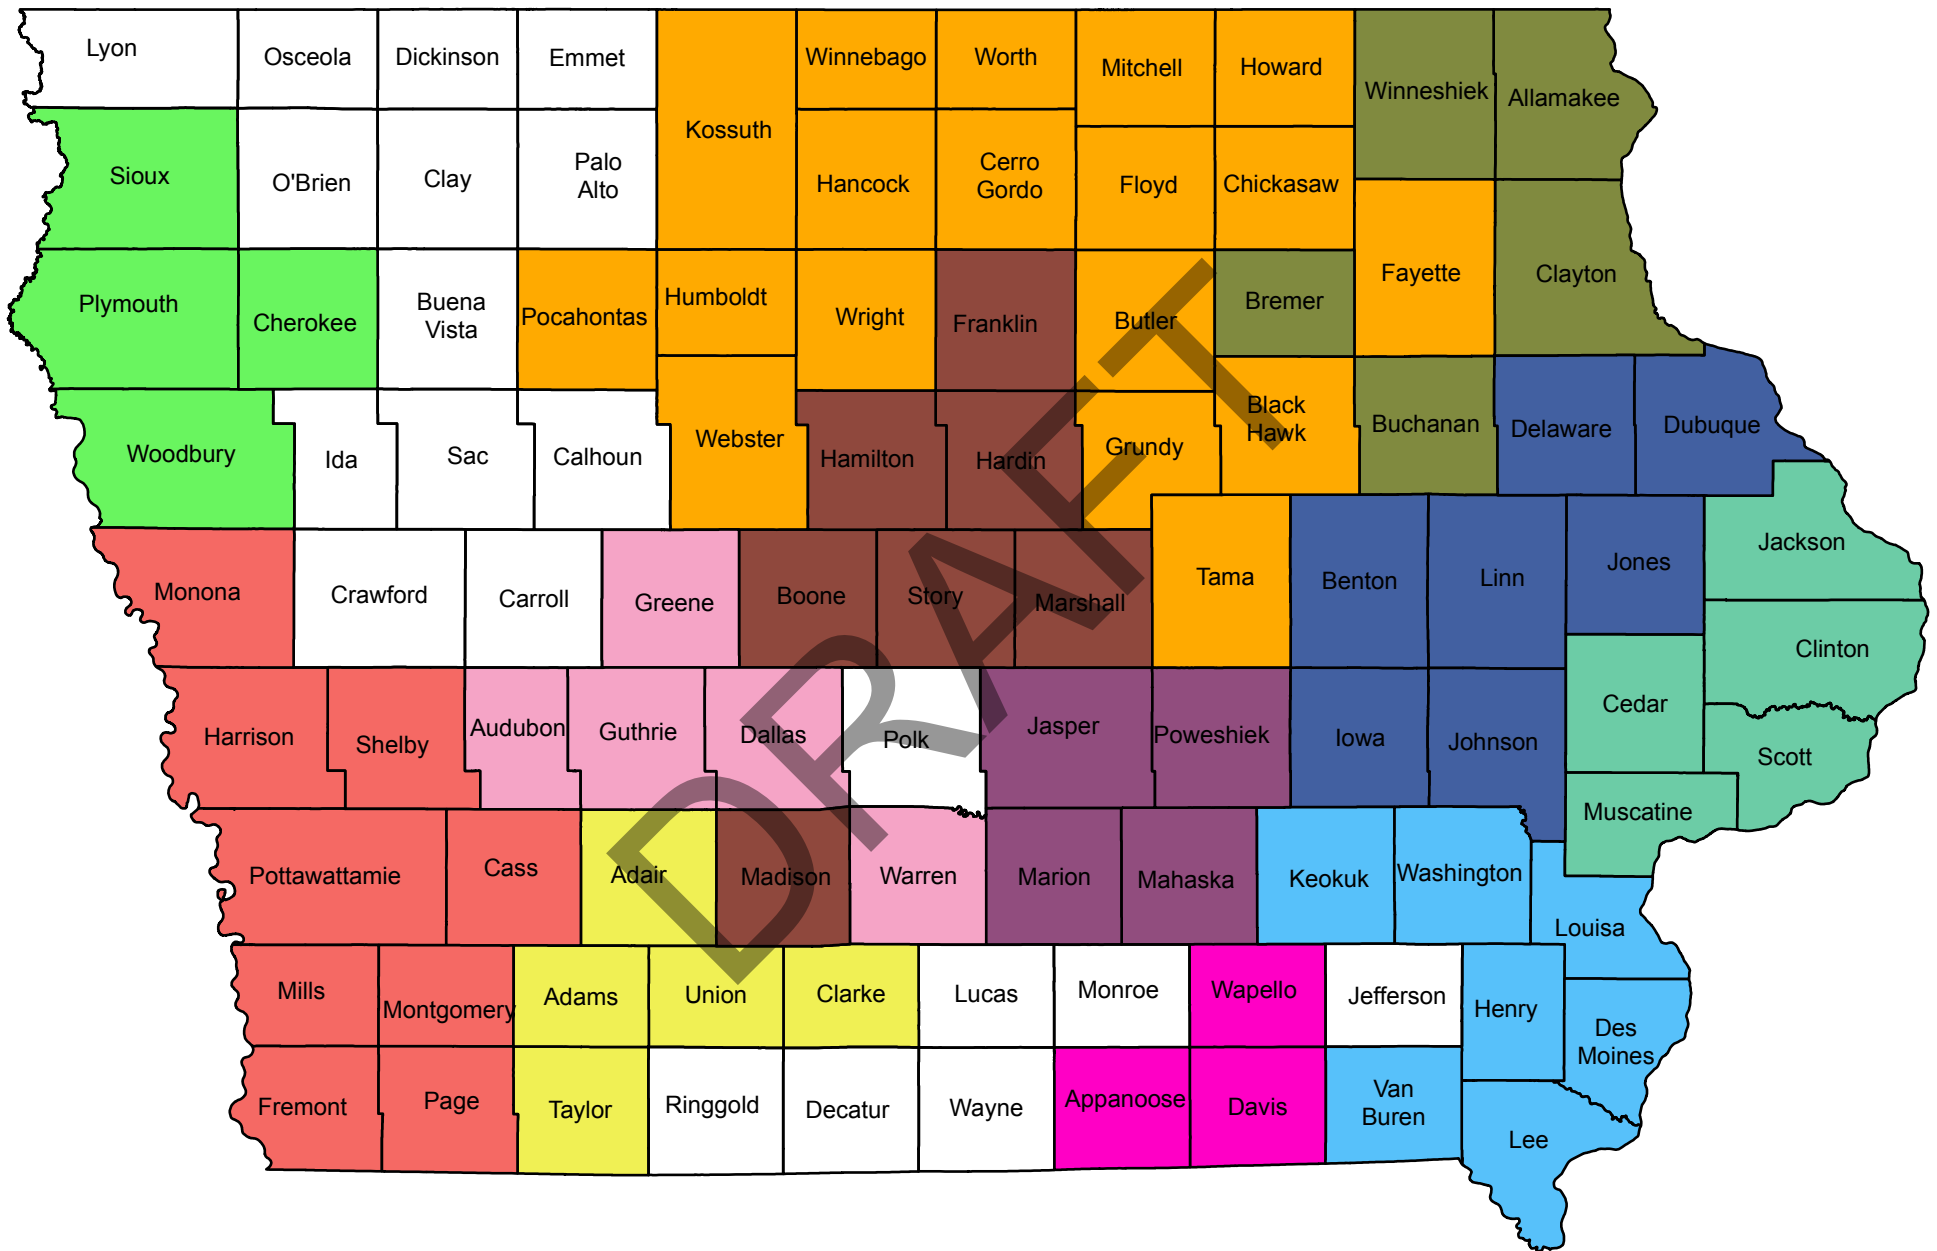 Lyon
Osceola
Dickinson
Emmet
Kossuth
Winnebago
Worth
Mitchell
Howard
Winneshiek
Allamakee
Sioux
O'Brien
Clay
Palo
Alto
Hancock
Cerro
Gordo
Floyd
Chickasaw
Fayette
Clayton
Plymouth
Cherokee
Buena
Vista
Pocahontas
Humboldt
Wright
Franklin
Butler
Bremer
Woodbury
Ida
Sac
Calhoun
Webster
Hamilton
Hardin
Grundy
Black
Hawk
Buchanan
Delaware
Dubuque
Monona
Crawford
Carroll
Greene
Boone
Story
Marshall
Tama
Benton
Linn
Jones
Jackson
Clinton
Harrison
Shelby
Audubon
Guthrie
Dallas
Polk
Jasper
Poweshiek
Iowa
Johnson
Cedar
Scott
Muscatine
Pottawattamie
Cass
Adair
Madison
Warren
Marion
Mahaska
Keokuk
Washington
Louisa
Mills
Montgomery
Adams
Union
Clarke
Lucas
Monroe
Wapello
Jefferson
Henry
Des
Moines
Fremont
Page
Taylor
Ringgold
Decatur
Wayne
Appanoose
Davis
Van
Buren
Lee
DRAFT